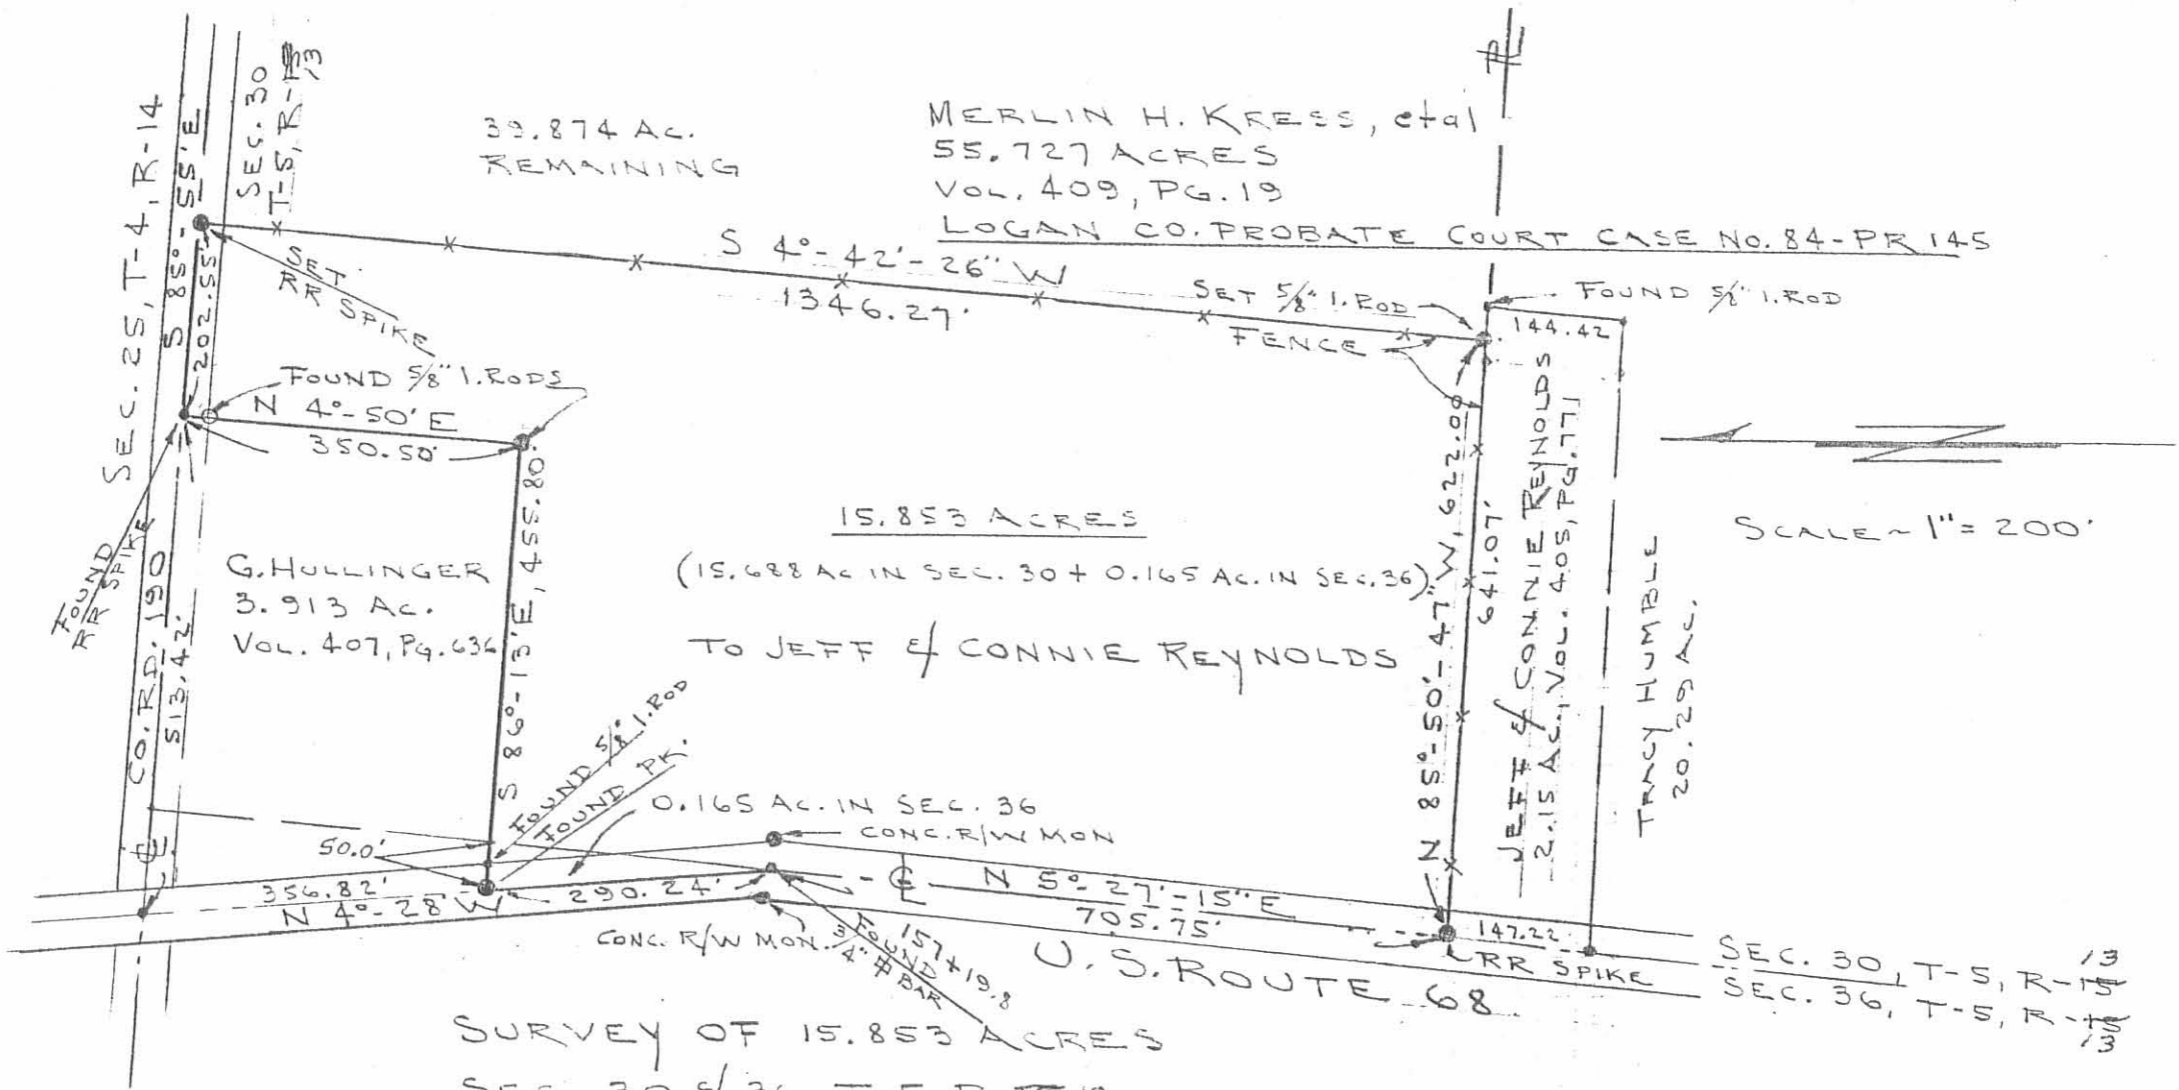 SEC. 25, T-4, R-14
S 85°-55' E
202.55
SEC. 30
T-5, R-15
13
39.874 AC.
REMAINING
MERLIN H. KRESS, etal
55.727 ACRES
VOL. 409, PG. 19
LOGAN CO. PROBATE COURT CASE NO. 84-PR 145
PL
SET
RR SPIKE
S 4°-42'-26" W
1346.27'
SET 5/8" I. ROD
FOUND 5/8" I. ROD
144.42
FENCE
FOUND 5/8" I. RODS
N 4°-50' E
350.50'
FOUND
RR SPIKE
CO. RD. 190
513.42'
G. HULLINGER
3.913 AC.
VOL. 407, PG. 636
S 86°-13' E, 455.80'
15.853 ACRES
(15.688 AC IN SEC. 30 + 0.165 AC. IN SEC. 36)
TO JEFF & CONNIE REYNOLDS
N 85°-50'-47" W, 622.00
641.07'
JEFF & CONNIE REYNOLDS
2.15 AC., VOL. 405, PG. 771
TRACY HUMBLE
20.29 AC.
SCALE ~ 1" = 200'
FOUND 5/8" I. ROD
FOUND PK.
0.165 AC. IN SEC. 36
CONC. R/W MON
50.0'
356.82'
N 4°-28' W
290.24'
CL
CL
N 5°-27'-15" E
705.75'
147.22
CONC. R/W MON.
157+19.8
FOUND
3/4" BAR
U.S. ROUTE 68
RR SPIKE
SEC. 30, T-5, R-15
13
SEC. 36, T-5, R-15
13
SURVEY OF 15.853 ACRES